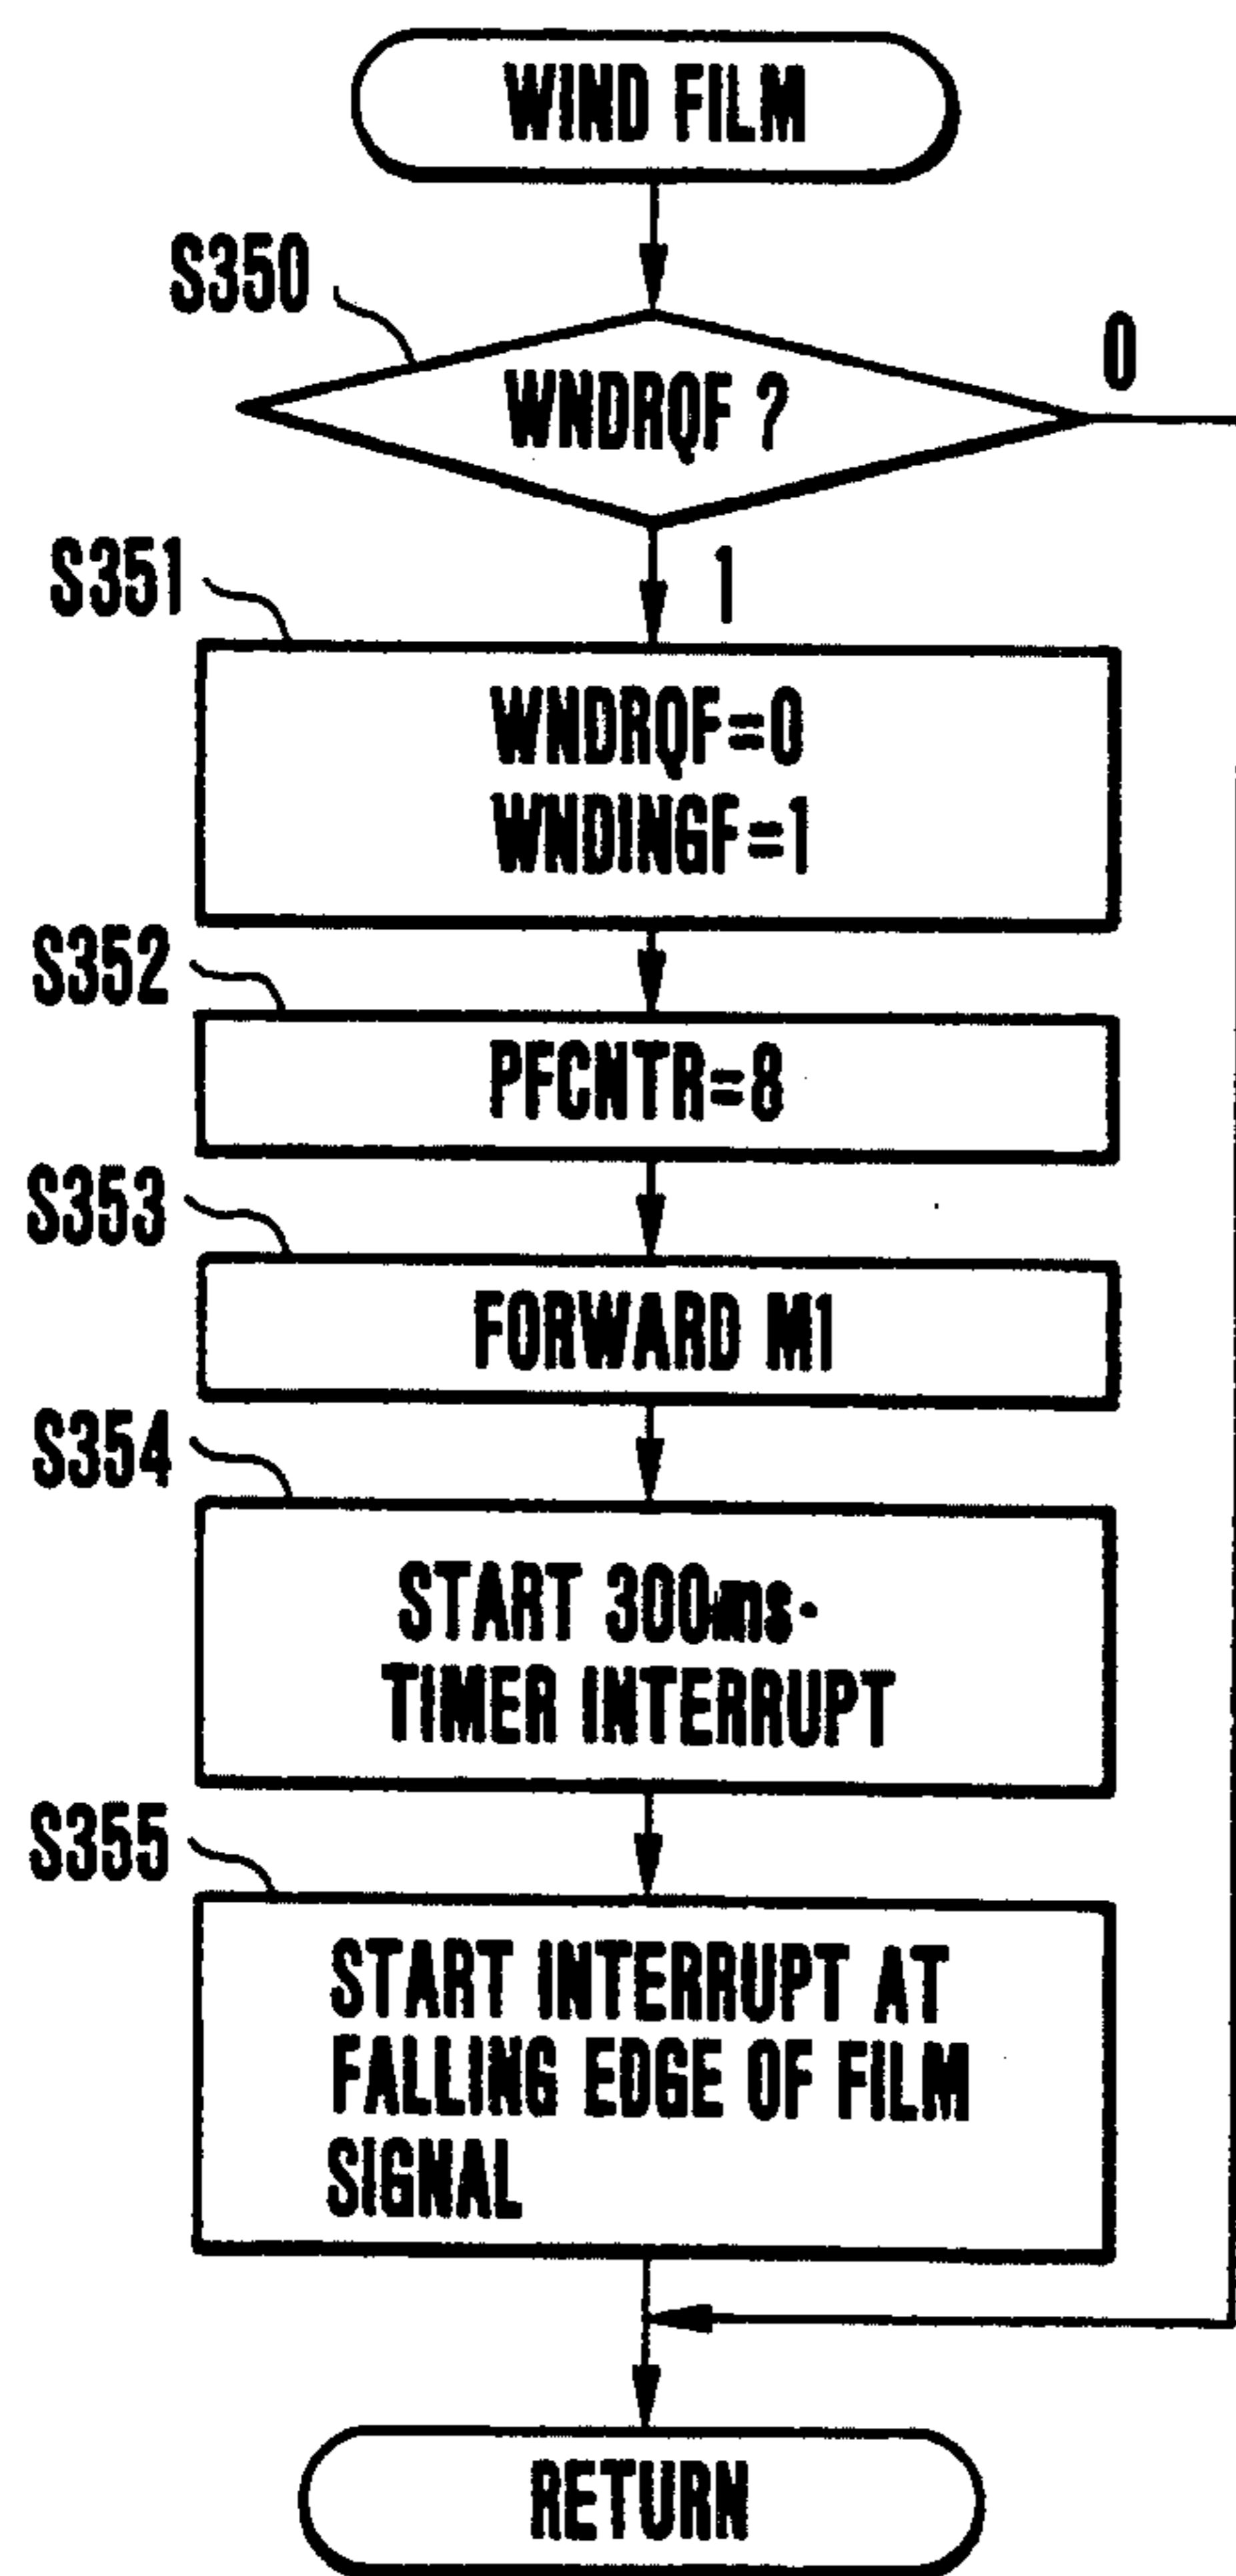 WIND FILM
S350
WNDRQF ?
0
1
S351
WNDRQF=0
WNDINGF=1
S352
PFCNTR=8
S353
FORWARD M1
S354
START 300ms-
TIMER INTERRUPT
S355
START INTERRUPT AT
FALLING EDGE OF FILM
SIGNAL
RETURN